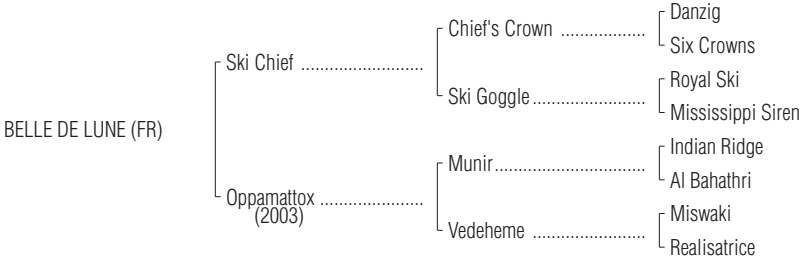 Danzig
Chief's Crown ....................
Six Crowns
Ski Chief ..........................
Royal Ski
Ski Goggle..........................
Mississippi Siren
BELLE DE LUNE (FR)
Indian Ridge
Munir...................................
Al Bahathri
Oppamattox ......................
(2003)
Miswaki
Vedeheme ..........................
Realisatrice